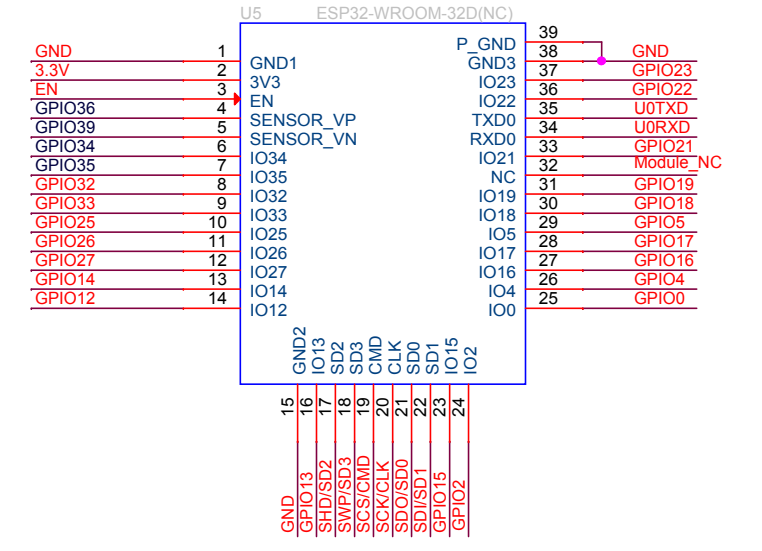 U5 ESP32-WROOM-32D(NC)
GND 1 GND1
3.3V 2 3V3
EN 3 EN
GPIO36 4 SENSOR_VP
GPIO39 5 SENSOR_VN
GPIO34 6 IO34
GPIO35 7 IO35
GPIO32 8 IO32
GPIO33 9 IO33
GPIO25 10 IO25
GPIO26 11 IO26
GPIO27 12 IO27
GPIO14 13 IO14
GPIO12 14 IO12
P_GND 39
GND3 38 GND
IO23 37 GPIO23
IO22 36 GPIO22
TXD0 35 U0TXD
RXD0 34 U0RXD
IO21 33 GPIO21
NC 32 Module_NC
IO19 31 GPIO19
IO18 30 GPIO18
IO5 29 GPIO5
IO17 28 GPIO17
IO16 27 GPIO16
IO4 26 GPIO4
IO0 25 GPIO0
GND2 15 GND
IO13 16 GPIO13
SD2 17 SHD/SD2
SD3 18 SWP/SD3
CMD 19 SCS/CMD
CLK 20 SCK/CLK
SD0 21 SDO/SD0
SD1 22 SDI/SD1
IO15 23 GPIO15
IO2 24 GPIO2